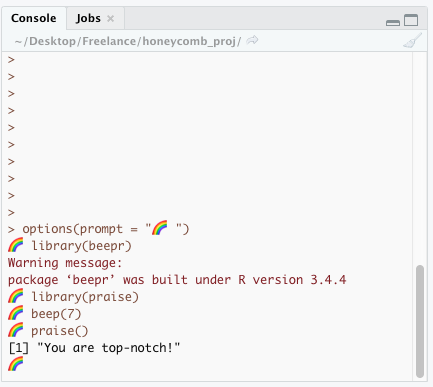 Console Jobs ×
~/Desktop/Freelance/honeycomb_proj/
>
>
>
>
>
>
>
>
>
>
> options(prompt = "🌈 ")
🌈 library(beepr)
Warning message:
package ‘beepr’ was built under R version 3.4.4
🌈 library(praise)
🌈 beep(7)
🌈 praise()
[1] "You are top-notch!"
🌈